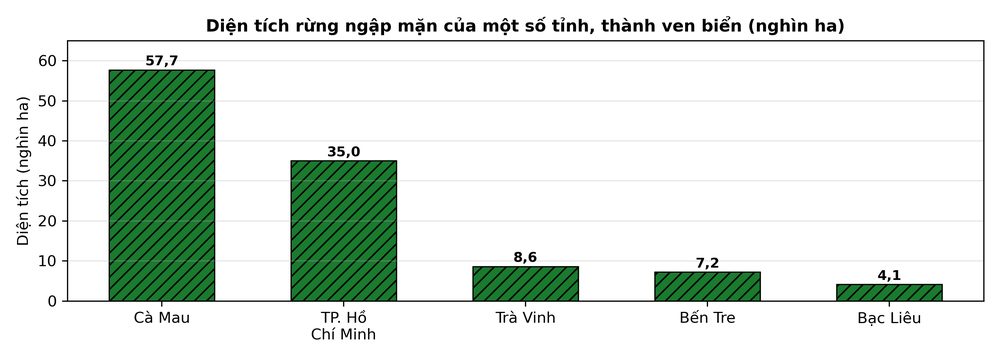 Diện tích rừng ngập mặn của một số tỉnh, thành ven biển (nghìn ha)
Diện tích (nghìn ha)
60
50
40
30
20
10
0
57,7
35,0
8,6
7,2
4,1
Cà Mau
TP. Hồ
Chí Minh
Trà Vinh
Bến Tre
Bạc Liêu